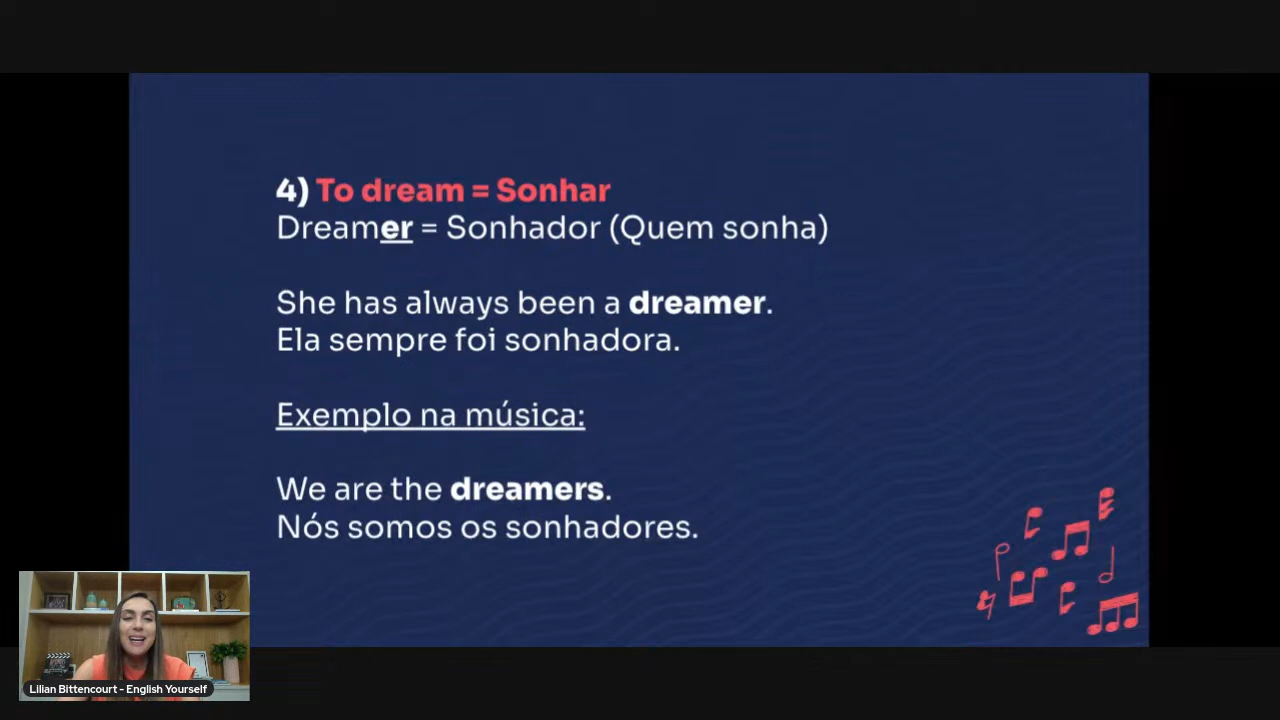 4) To dream = Sonhar
Dreamer = Sonhador (Quem sonha)
She has always been a dreamer.
Ela sempre foi sonhadora.
Exemplo na música:
We are the dreamers.
Nós somos os sonhadores.
Lilian Bittencourt - English Yourself